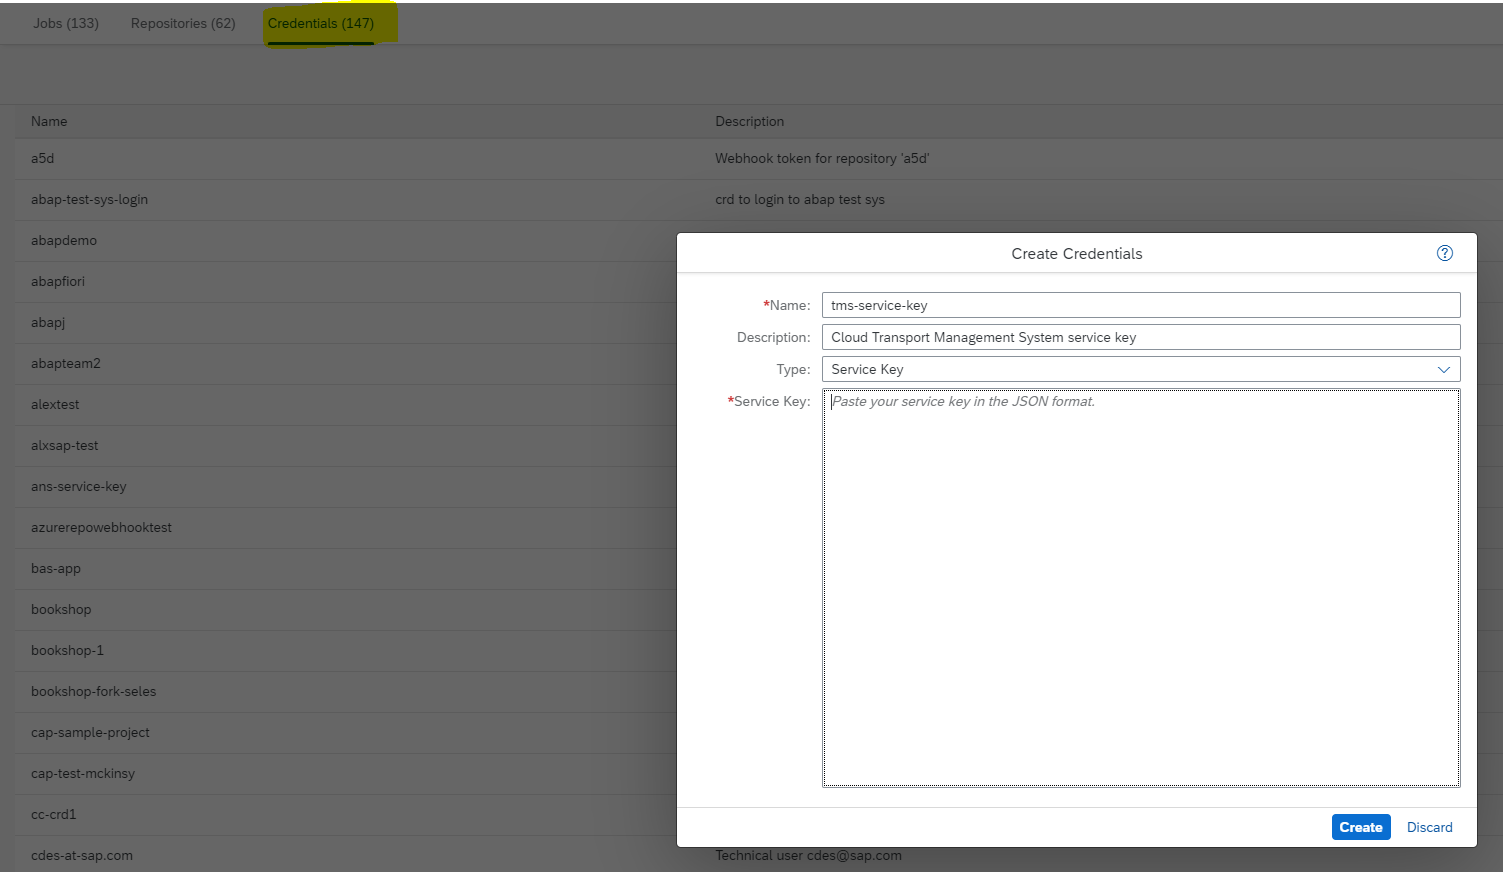 Jobs (133) Repositories (62) Credentials (147)
Name Description
a5d Webhook token for repository 'a5d'
abap-test-sys-login crd to login to abap test sys
abapdemo
abapfiori
abapj
abapteam2
alextest
alxsap-test
ans-service-key
azurerepowebhooktest
bas-app
bookshop
bookshop-1
bookshop-fork-seles
cap-sample-project
cap-test-mckinsy
cc-crd1
cdes-at-sap.com Technical user cdes@sap.com
Create Credentials
*Name: tms-service-key
Description: Cloud Transport Management System service key
Type: Service Key
*Service Key: Paste your service key in the JSON format.
Create Discard